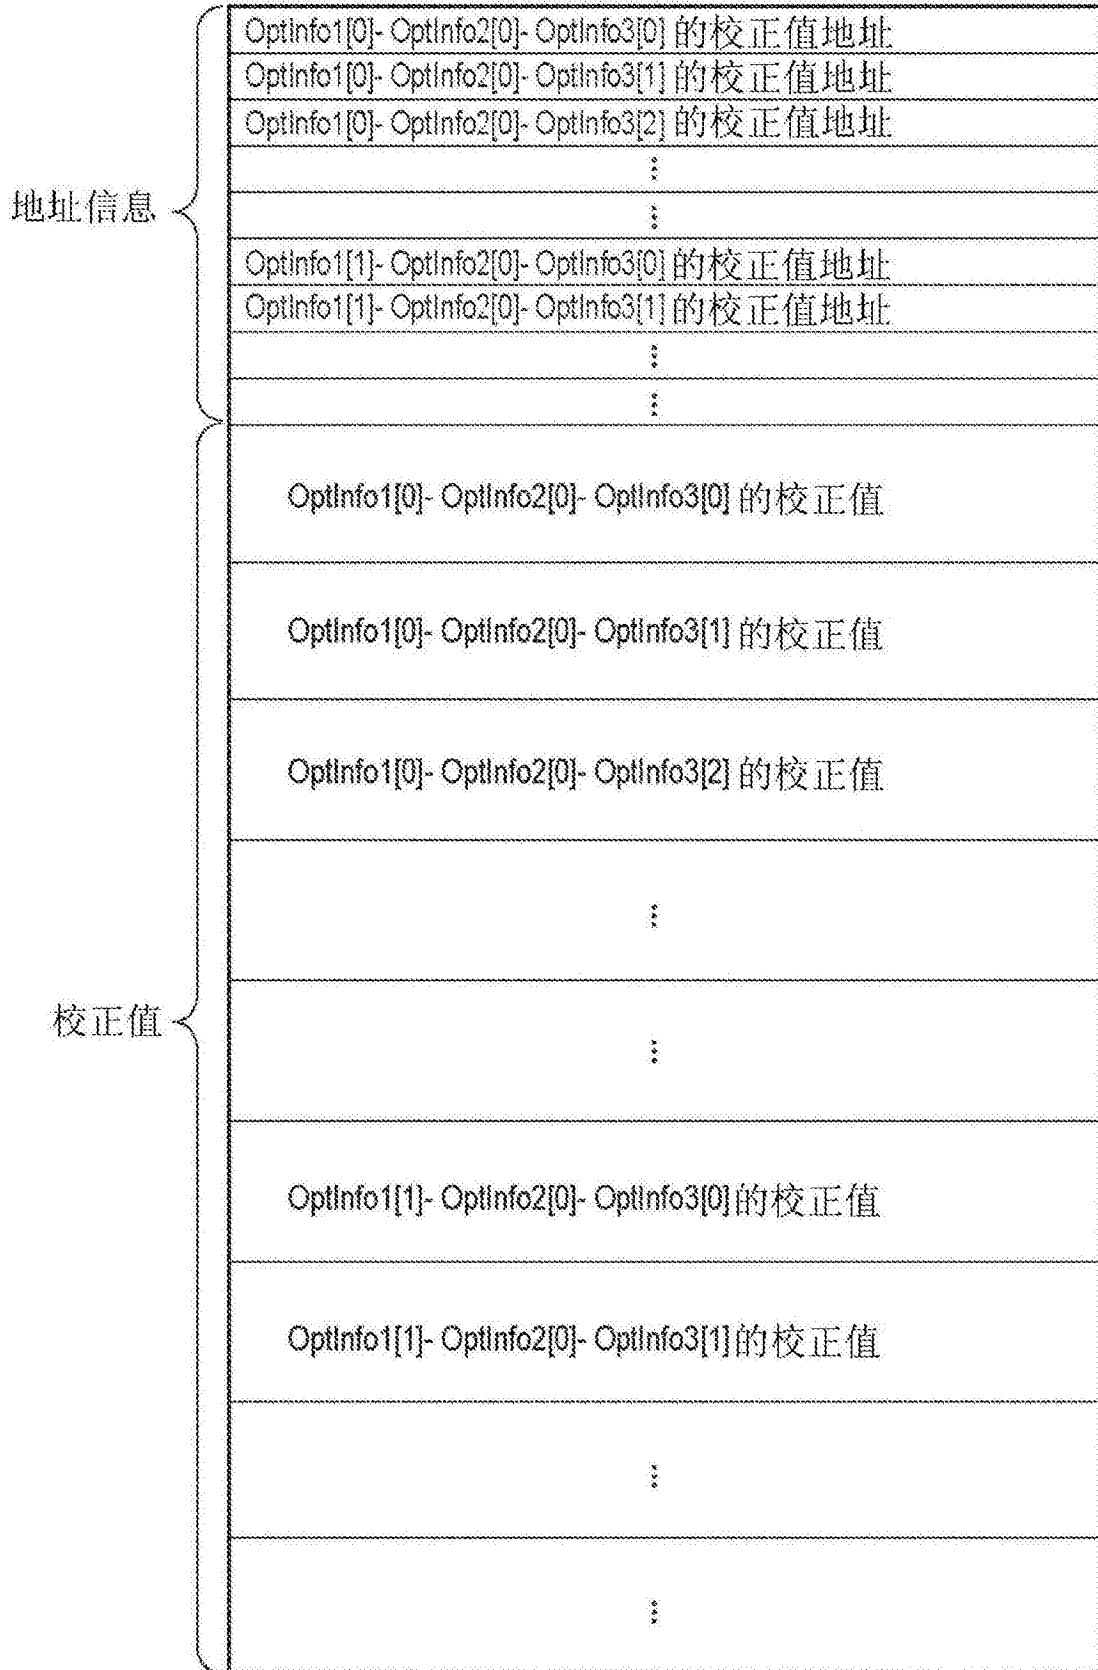 OptInfo1[0]- OptInfo2[0]- OptInfo3[0] 的校正值地址
OptInfo1[0]- OptInfo2[0]- OptInfo3[1] 的校正值地址
OptInfo1[0]- OptInfo2[0]- OptInfo3[2] 的校正值地址
⋮
地址信息
⋮
OptInfo1[1]- OptInfo2[0]- OptInfo3[0] 的校正值地址
OptInfo1[1]- OptInfo2[0]- OptInfo3[1] 的校正值地址
⋮
⋮
OptInfo1[0]- OptInfo2[0]- OptInfo3[0] 的校正值
OptInfo1[0]- OptInfo2[0]- OptInfo3[1] 的校正值
OptInfo1[0]- OptInfo2[0]- OptInfo3[2] 的校正值
⋮
校正值
⋮
OptInfo1[1]- OptInfo2[0]- OptInfo3[0] 的校正值
OptInfo1[1]- OptInfo2[0]- OptInfo3[1] 的校正值
⋮
⋮